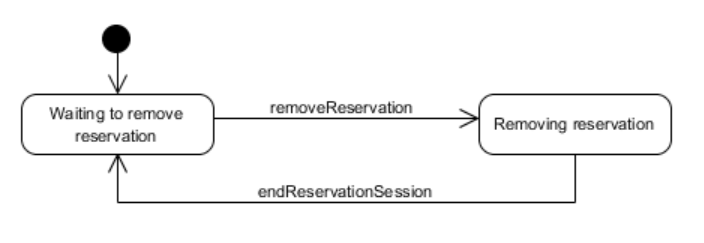 Waiting to remove
reservation
removeReservation
Removing reservation
endReservationSession